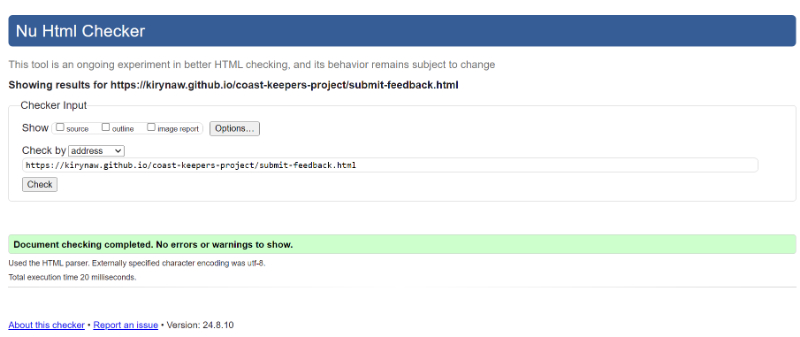 Nu Html Checker
This tool is an ongoing experiment in better HTML checking, and its behavior remains subject to change
Showing results for https://kirynaw.github.io/coast-keepers-project/submit-feedback.html
Checker Input
Show source outline image report Options...
Check by address
https://kirynaw.github.io/coast-keepers-project/submit-feedback.html
Check
Document checking completed. No errors or warnings to show.
Used the HTML parser. Externally specified character encoding was utf-8.
Total execution time 20 milliseconds.
About this checker • Report an issue • Version: 24.8.10